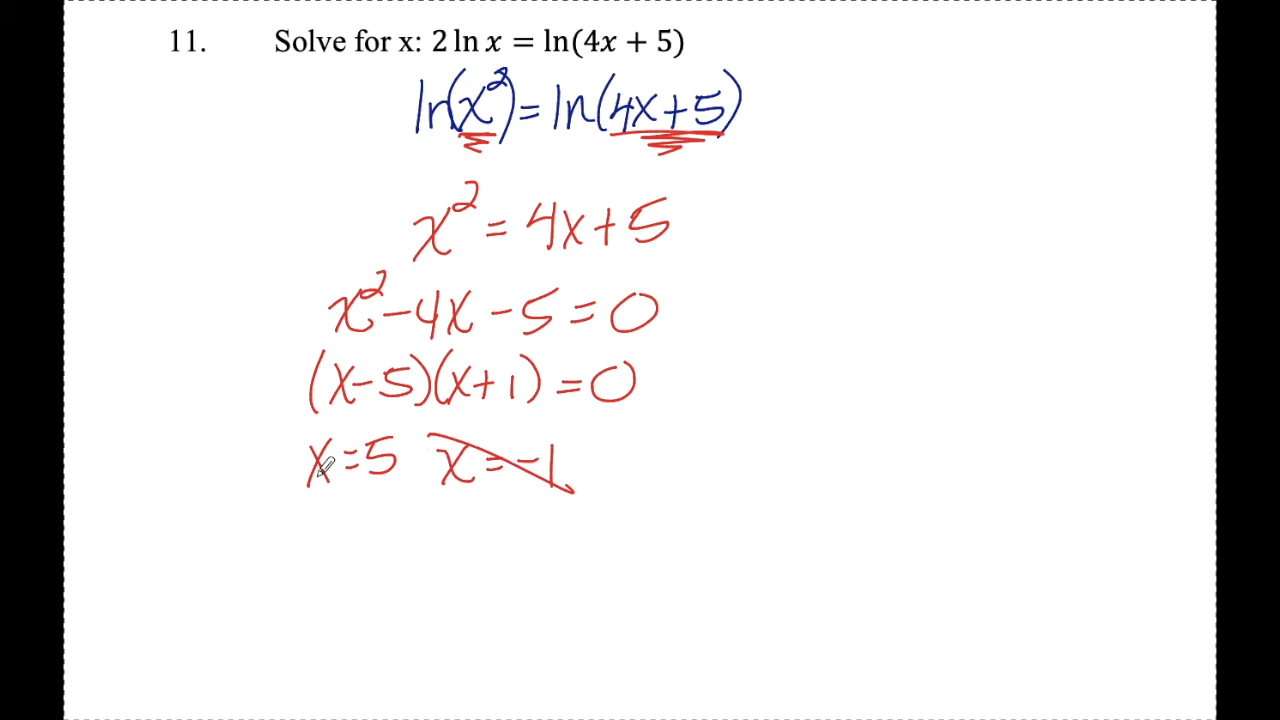 11. Solve for x: 2 ln x = ln(4x + 5)
ln(x²) = ln(4x+5)
x² = 4x+5
x² - 4x - 5 = 0
(x-5)(x+1) = 0
x=5 x=-1